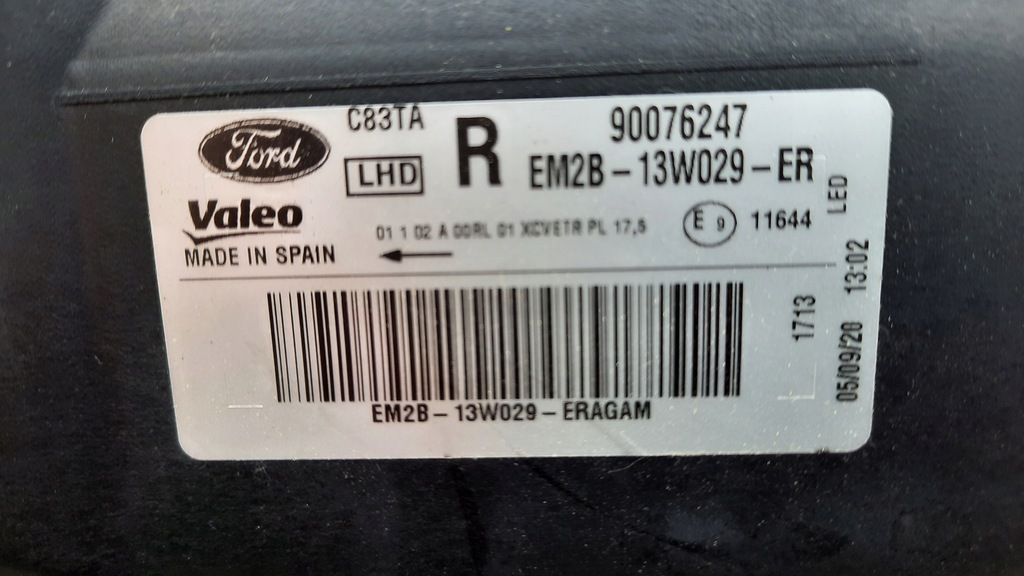 Ford
C83TA
LHD
R
90076247
EM2B-13W029-ER
Valeo
MADE IN SPAIN
01 1 02 A 00RL 01 XCVETR PL 17,5
E 9
11644
LED
1713
05/09/20 13:02
EM2B-13W029-ERAGAM